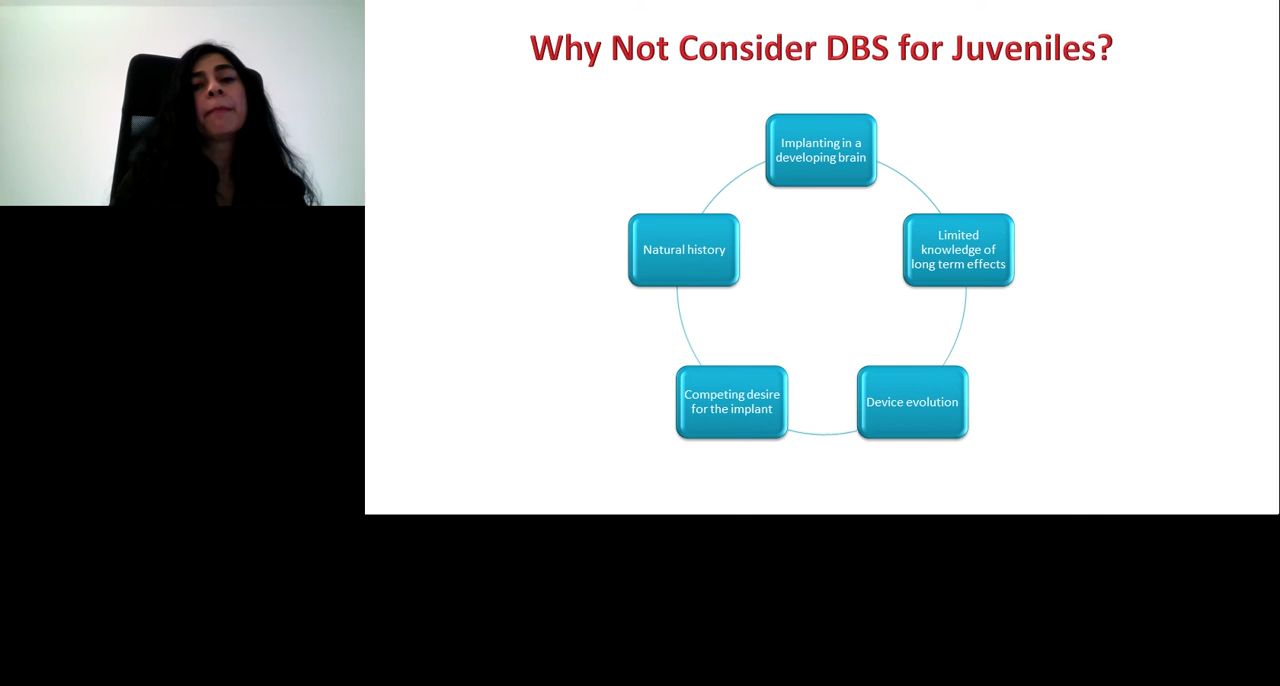 Why Not Consider DBS for Juveniles?
Implanting in a
developing brain
Limited
knowledge of
long term effects
Device evolution
Competing desire
for the implant
Natural history